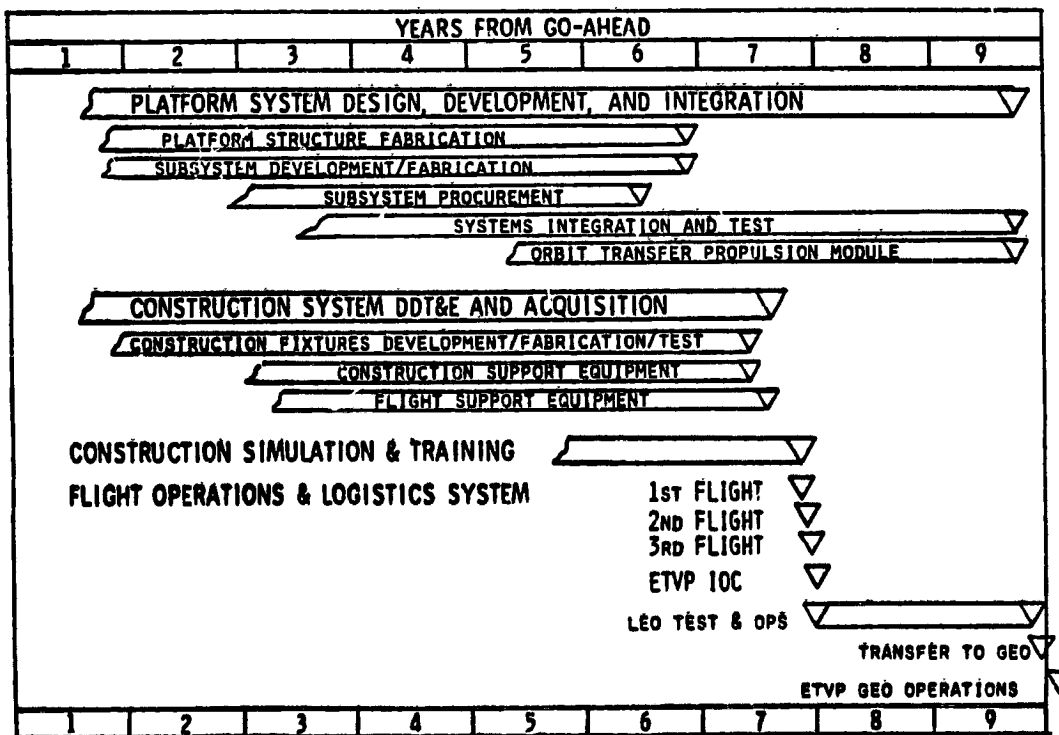 YEARS FROM GO-AHEAD
1 2 3 4 5 6 7 8 9
PLATFORM SYSTEM DESIGN, DEVELOPMENT, AND INTEGRATION
PLATFORM STRUCTURE FABRICATION
SUBSYSTEM DEVELOPMENT/FABRICATION
SUBSYSTEM PROCUREMENT
SYSTEMS INTEGRATION AND TEST
ORBIT TRANSFER PROPULSION MODULE
CONSTRUCTION SYSTEM DDT&E AND ACQUISITION
CONSTRUCTION FIXTURES DEVELOPMENT/FABRICATION/TEST
CONSTRUCTION SUPPORT EQUIPMENT
FLIGHT SUPPORT EQUIPMENT
CONSTRUCTION SIMULATION & TRAINING
FLIGHT OPERATIONS & LOGISTICS SYSTEM
1ST FLIGHT
2ND FLIGHT
3RD FLIGHT
ETVP IOC
LEO TEST & OPS
TRANSFER TO GEO
ETVP GEO OPERATIONS
1 2 3 4 5 6 7 8 9